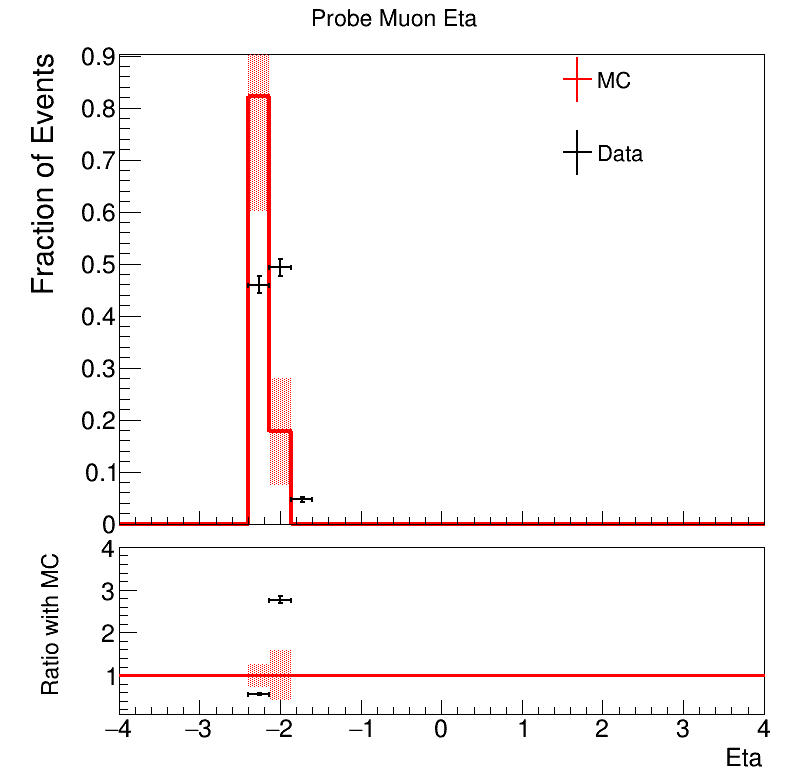 Probe Muon Eta
Fraction of Events
0.9
0.8
0.7
0.6
0.5
0.4
0.3
0.2
0.1
0
MC
Data
Ratio with MC
4
3
2
1
−4 −3 −2 −1 0 1 2 3 4
Eta